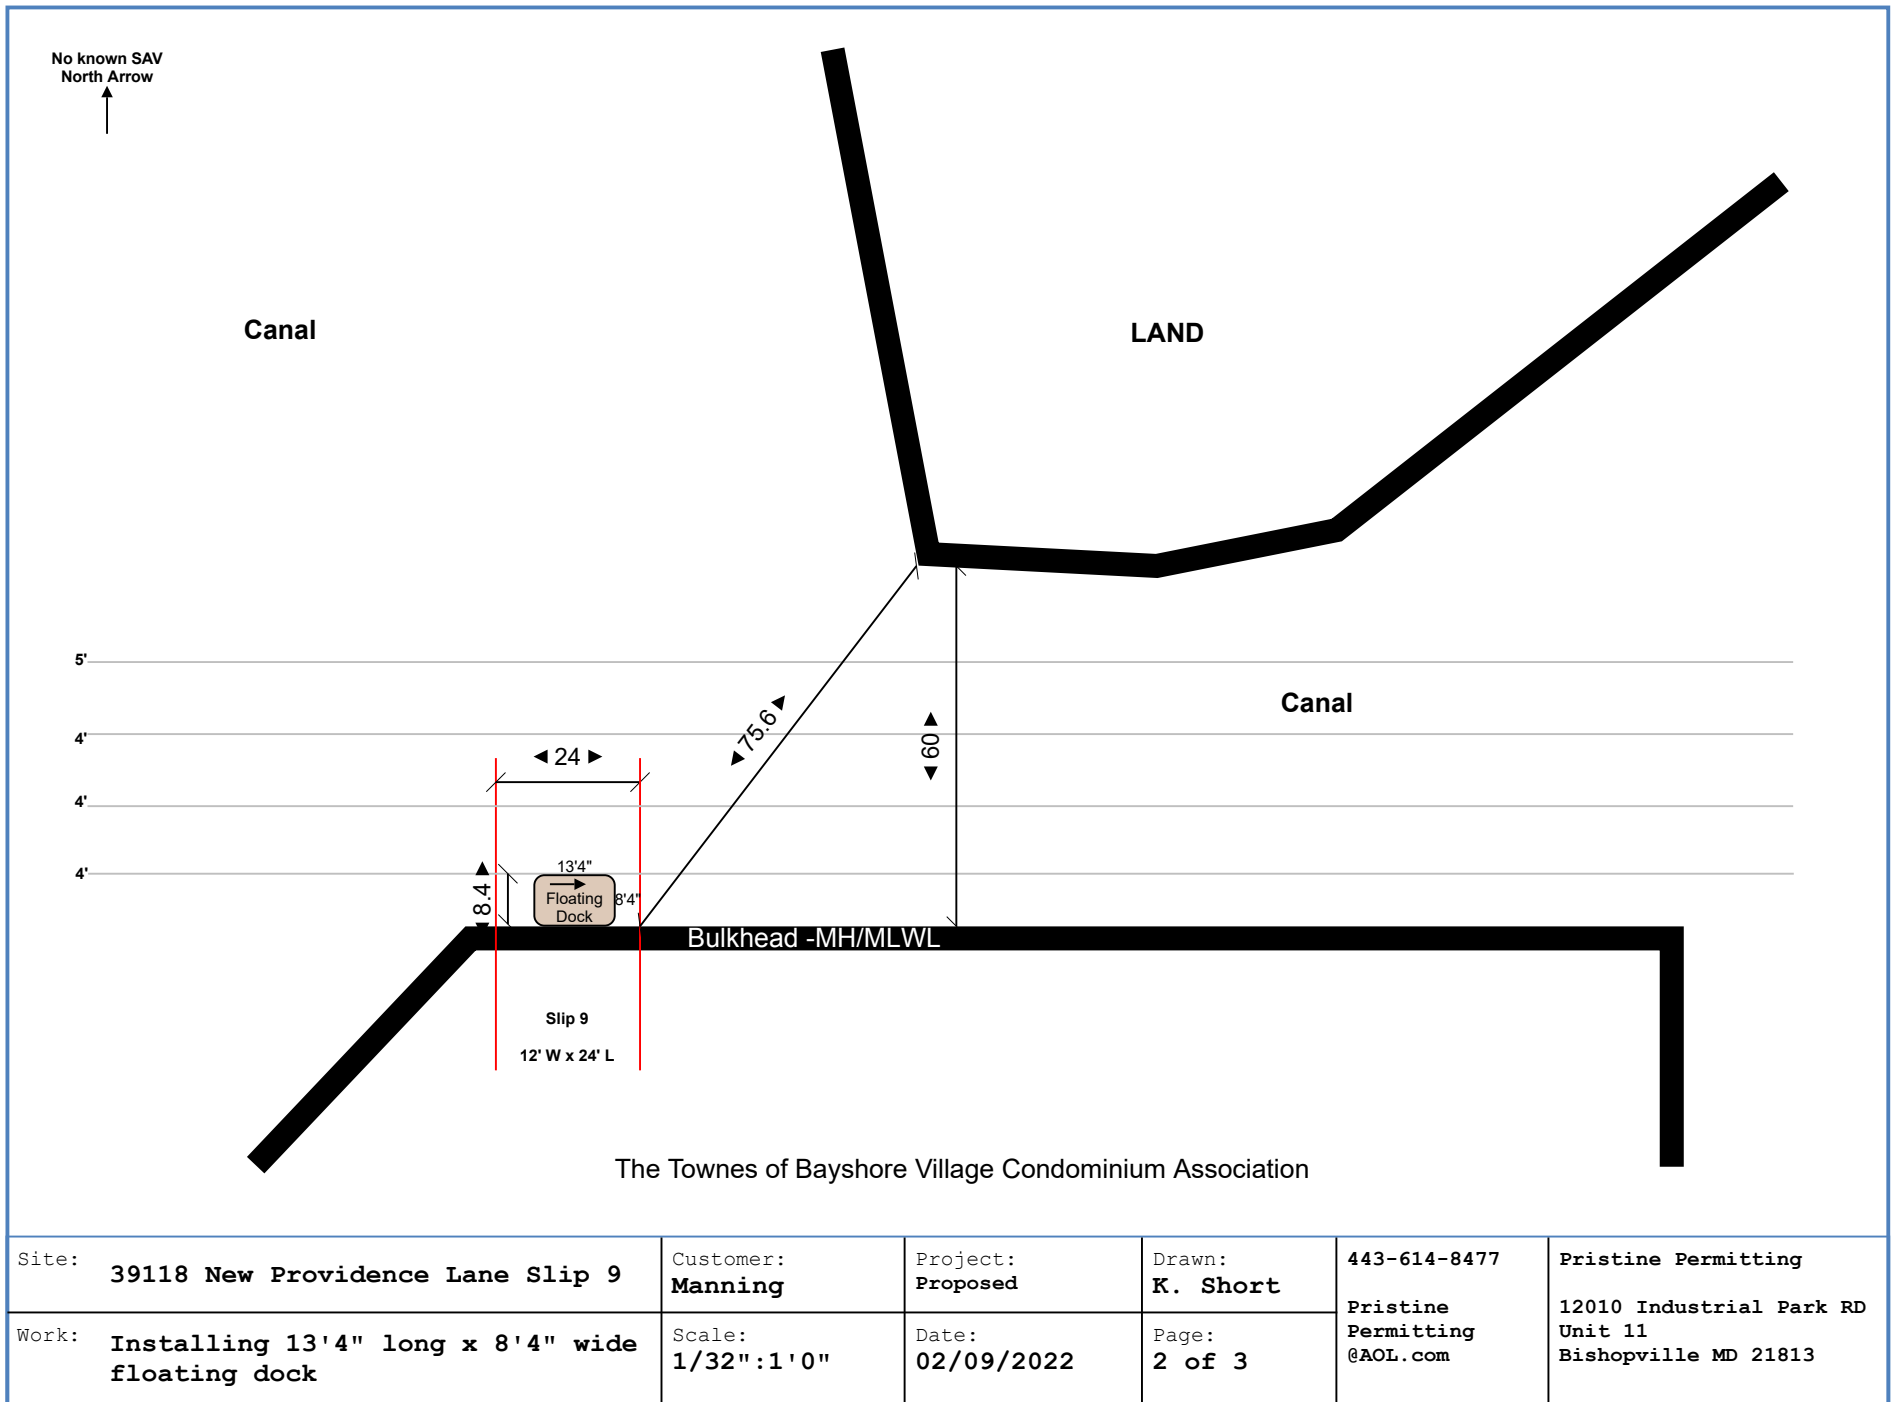 No known SAV
North Arrow
Canal
LAND
5'
Canal
4'
75.6
60
24
4'
4'
13'4"
8.4
Floating
Dock
8'4"
Bulkhead -MH/MLWL
Slip 9
12' W x 24' L
The Townes of Bayshore Village Condominium Association
Site:
39118 New Providence Lane Slip 9
Customer:
Manning
Project:
Proposed
Drawn:
K. Short
443-614-8477
Pristine
Permitting
@AOL.com
Pristine Permitting
12010 Industrial Park RD
Unit 11
Bishopville MD 21813
Work:
Installing 13'4" long x 8'4" wide
floating dock
Scale:
1/32":1'0"
Date:
02/09/2022
Page:
2 of 3